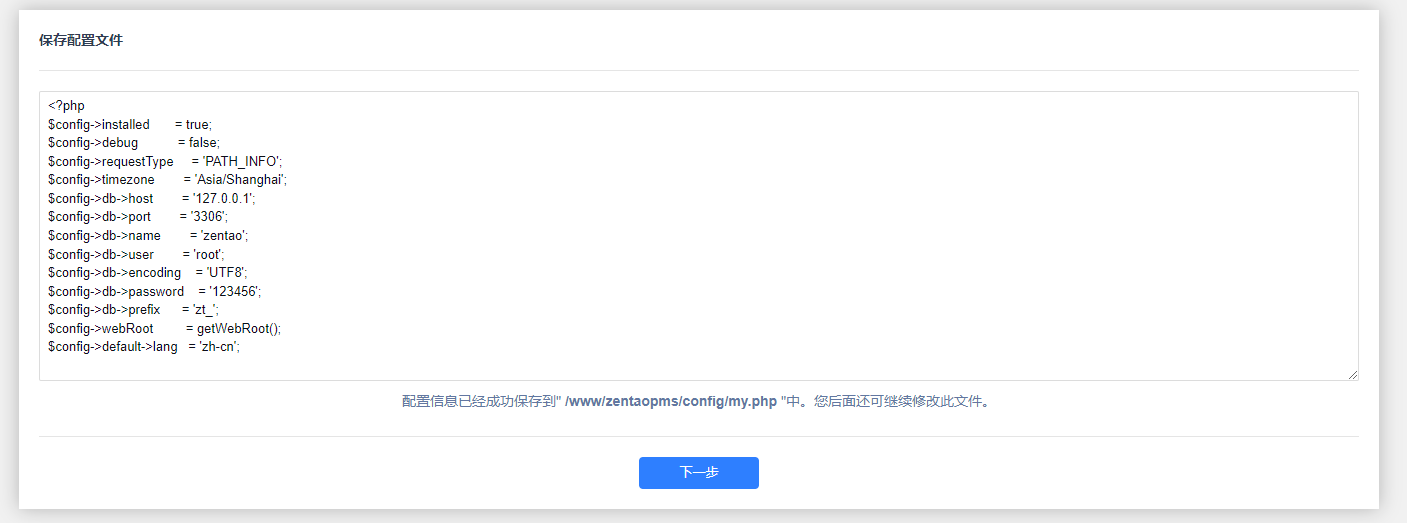 保存配置文件
<?php
$config->installed       = true;
$config->debug           = false;
$config->requestType     = 'PATH_INFO';
$config->timezone        = 'Asia/Shanghai';
$config->db->host        = '127.0.0.1';
$config->db->port        = '3306';
$config->db->name        = 'zentao';
$config->db->user        = 'root';
$config->db->encoding    = 'UTF8';
$config->db->password    = '123456';
$config->db->prefix      = 'zt_';
$config->webRoot         = getWebRoot();
$config->default->lang   = 'zh-cn';
配置信息已经成功保存到" /www/zentaopms/config/my.php "中。您后面还可继续修改此文件。
下一步